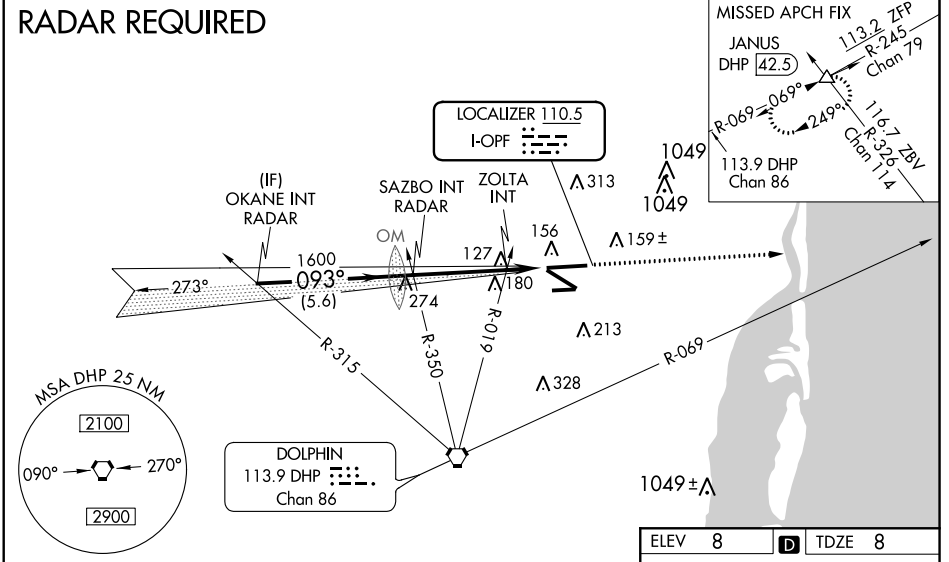 RADAR REQUIRED
MISSED APCH FIX
JANUS
DHP 42.5
113.2 ZFP
R-245
Chan 79
R-069
069°
249°
116.7 ZBV
R-326
Chan 114
113.9 DHP
Chan 86
LOCALIZER 110.5
I-OPF
(IF)
OKANE INT
RADAR
SAZBO INT
RADAR
ZOLTA
INT
OM
313
1049
1049
156
159±
127
180
1600
093°
(5.6)
273°
274
213
328
R-315
R-350
R-019
R-069
MSA DHP 25 NM
2100
090°
270°
2900
DOLPHIN
113.9 DHP
Chan 86
1049±
ELEV 8 D TDZE 8